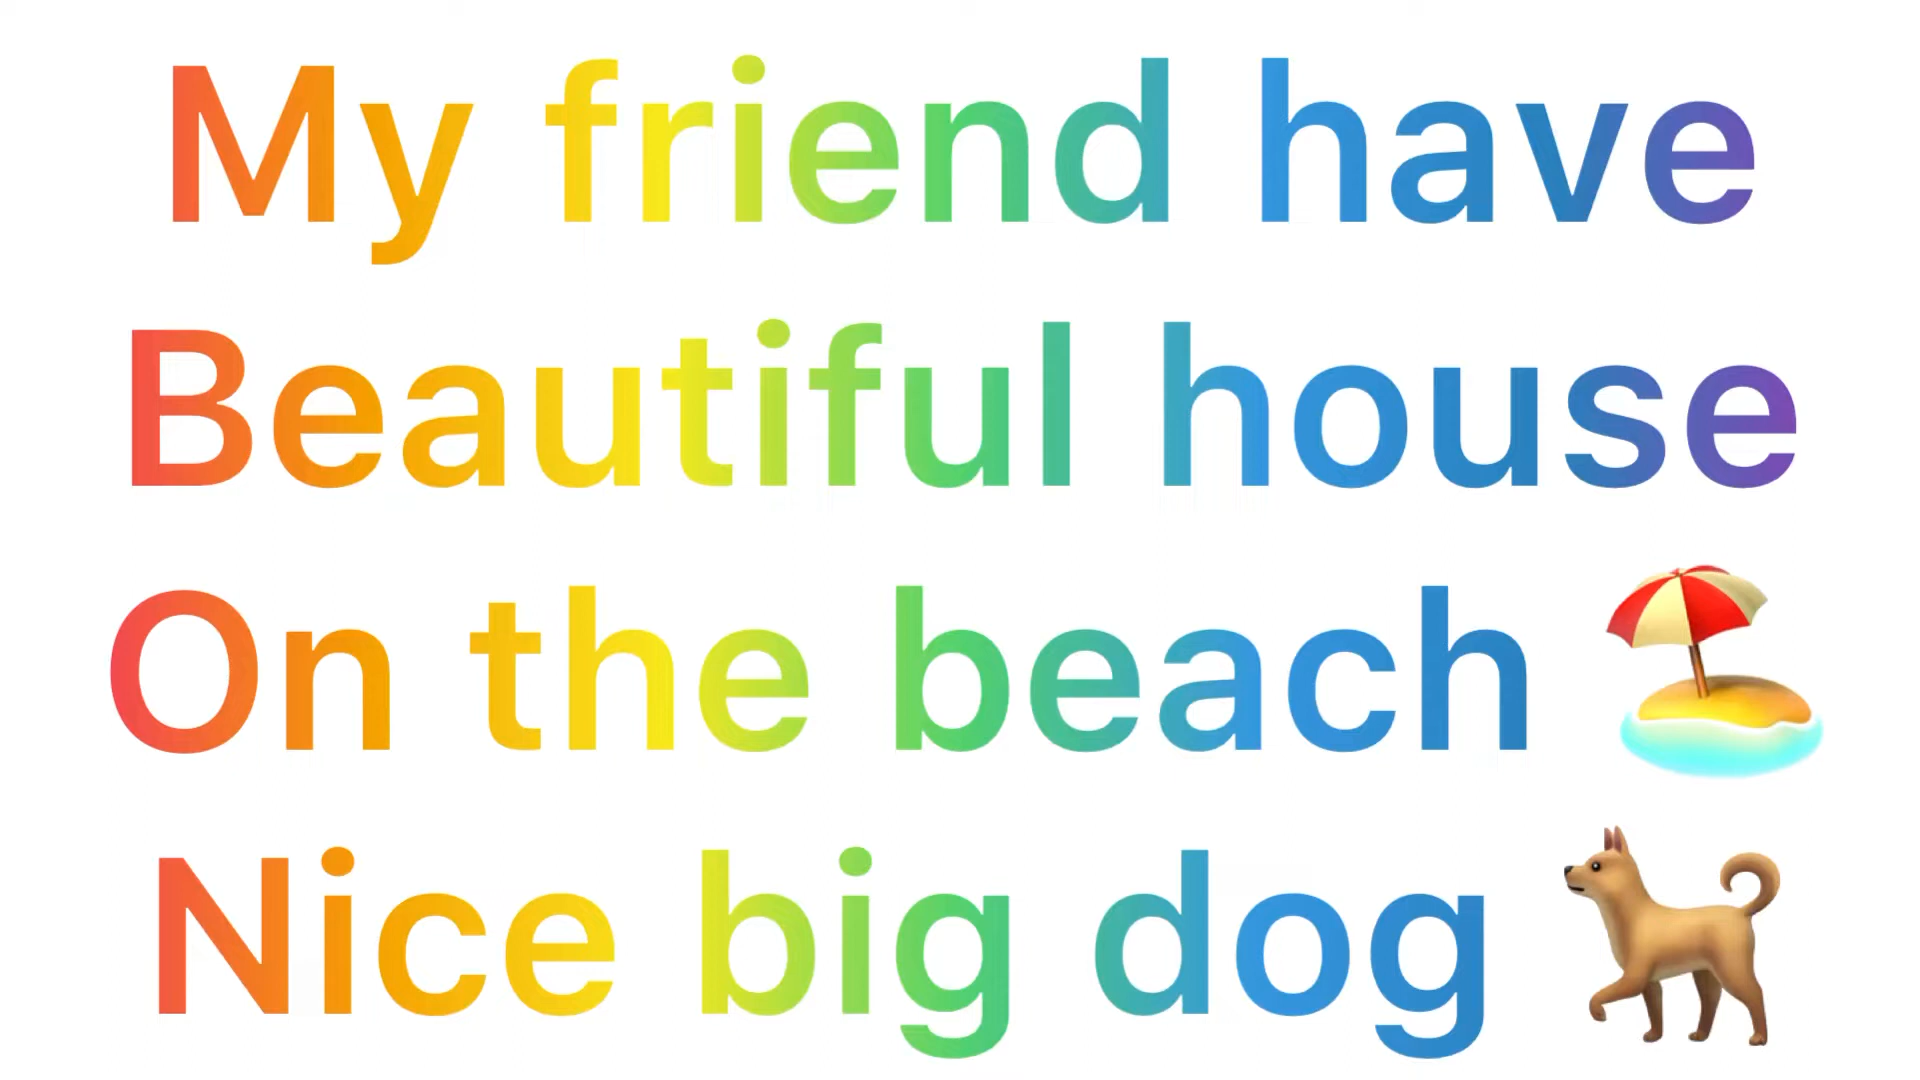 My friend have
Beautiful house
On the beach 🏖️
Nice big dog 🐕